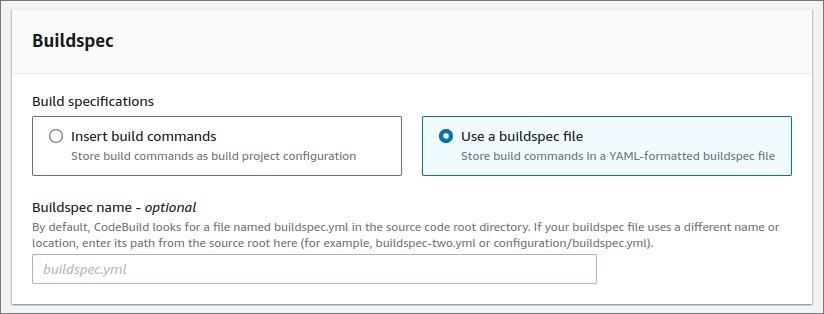 Buildspec
Build specifications
Insert build commands
Store build commands as build project configuration
Use a buildspec file
Store build commands in a YAML-formatted buildspec file
Buildspec name - optional
By default, CodeBuild looks for a file named buildspec.yml in the source code root directory. If your buildspec file uses a different name or
location, enter its path from the source root here (for example, buildspec-two.yml or configuration/buildspec.yml).
buildspec.yml